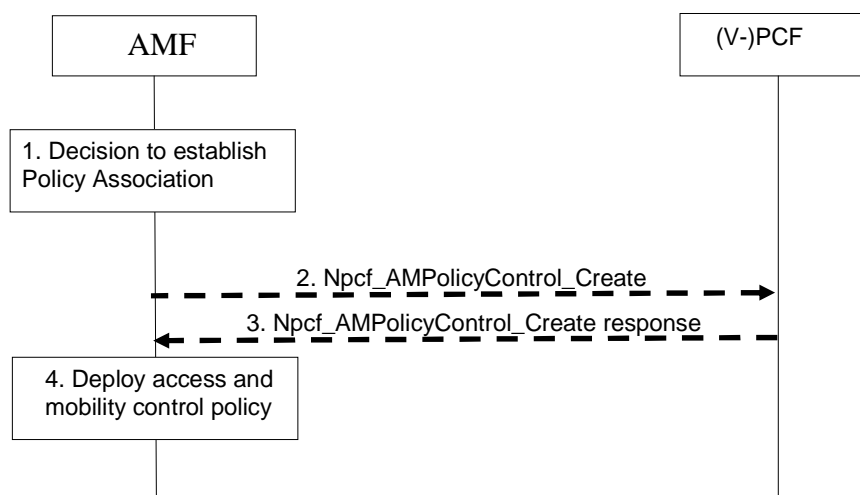 AMF
(V-)PCF
1. Decision to establish
Policy Association
2. Npcf_AMPolicyControl_Create
3. Npcf_AMPolicyControl_Create response
4. Deploy access and
mobility control policy